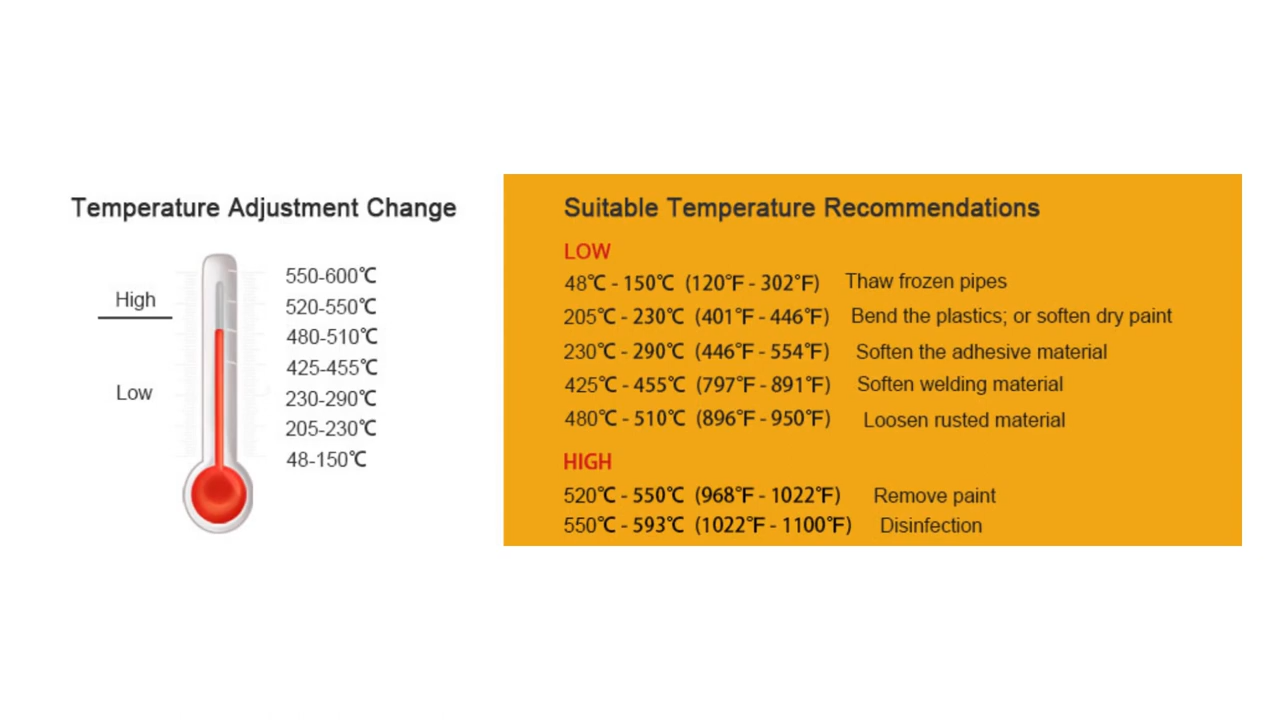 Temperature Adjustment Change
High
Low
550-600℃
520-550℃
480-510℃
425-455℃
230-290℃
205-230℃
48-150℃
Suitable Temperature Recommendations
LOW
48℃ - 150℃ (120°F - 302°F) Thaw frozen pipes
205℃ - 230℃ (401°F - 446°F) Bend the plastics; or soften dry paint
230℃ - 290℃ (446°F - 554°F) Soften the adhesive material
425℃ - 455℃ (797°F - 891°F) Soften welding material
480℃ - 510℃ (896°F - 950°F) Loosen rusted material
HIGH
520℃ - 550℃ (968°F - 1022°F) Remove paint
550℃ - 593℃ (1022°F - 1100°F) Disinfection